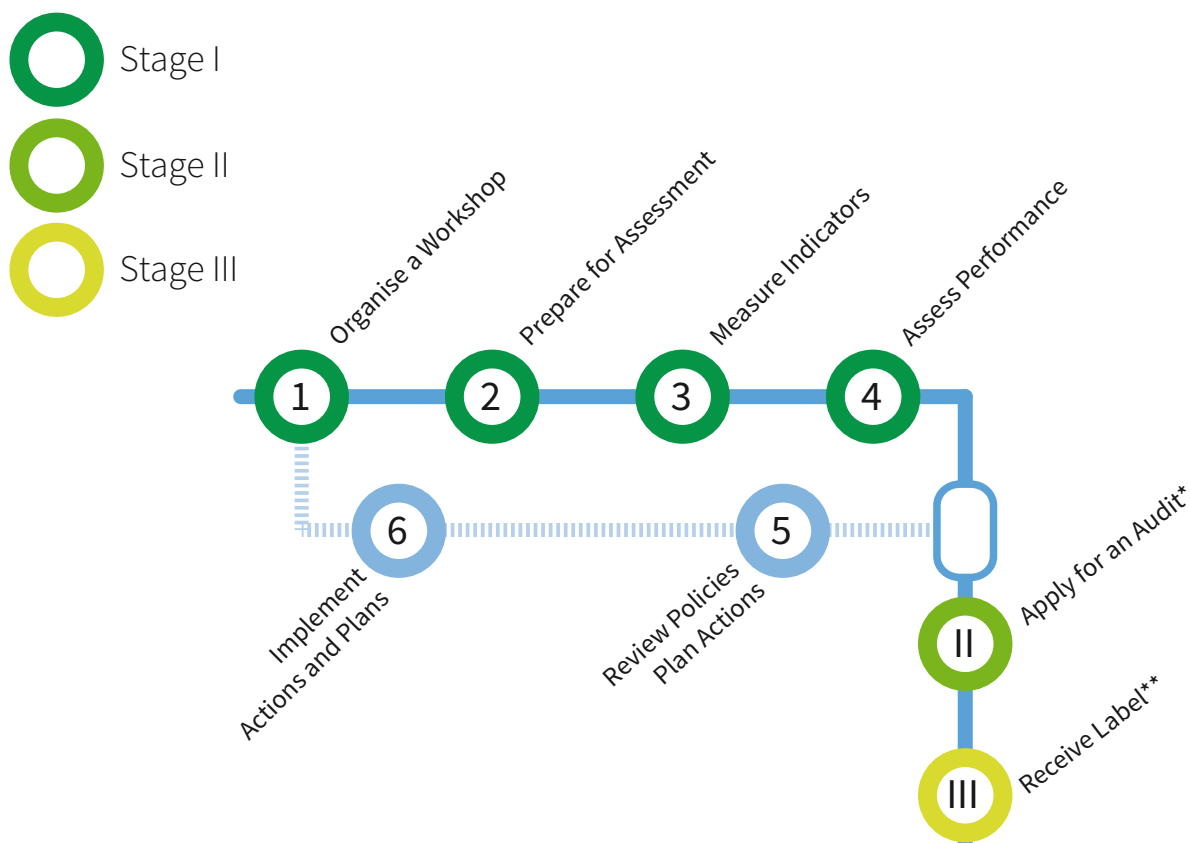 Stage I
Stage II
Stage III
Organise a Workshop
Prepare for Assessment
Measure Indicators
Assess Performance
1
2
3
4
6
5
Implement
Actions and Plans
Review Policies
Plan Actions
Apply for an Audit*
II
Receive Label**
III